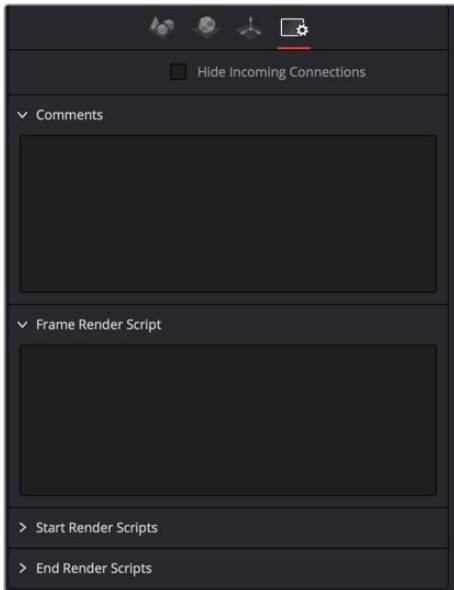 Hide Incoming Connections
Comments
Frame Render Script
Start Render Scripts
End Render Scripts